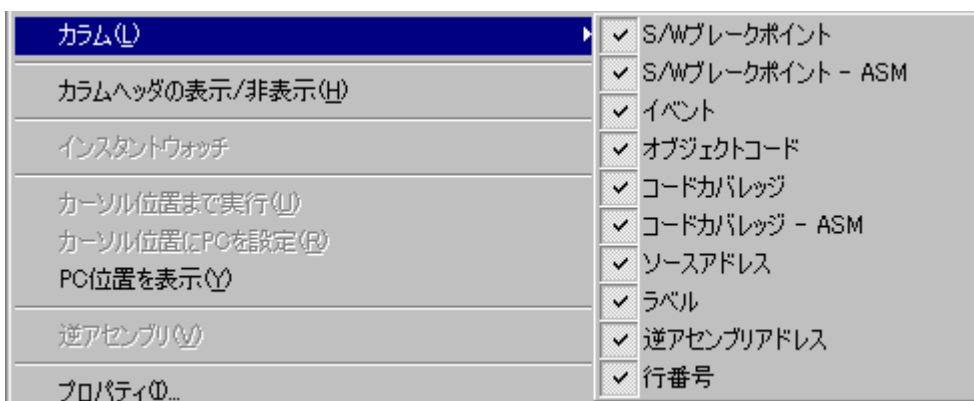 カラム(L)
カラムヘッダの表示/非表示(H)
インスタントウォッチ
カーソル位置まで実行(U)
カーソル位置にPCを設定(R)
PC位置を表示(Y)
逆アセンブリ(V)
プロパティ(I)...
S/Wブレークポイント
S/Wブレークポイント - ASM
イベント
オブジェクトコード
コードカバレッジ
コードカバレッジ - ASM
ソースアドレス
ラベル
逆アセンブリアドレス
行番号